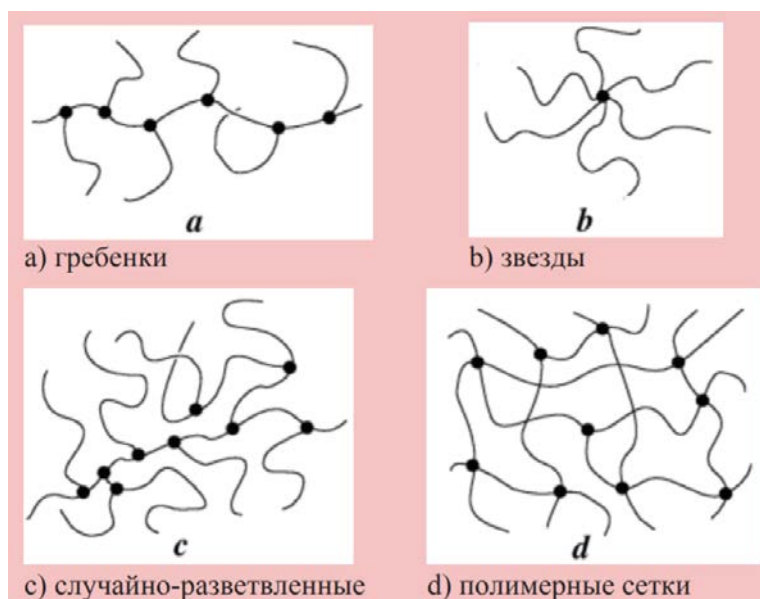 a
b
a) гребенки
b) звезды
c
d
c) случайно-разветвленные
d) полимерные сетки